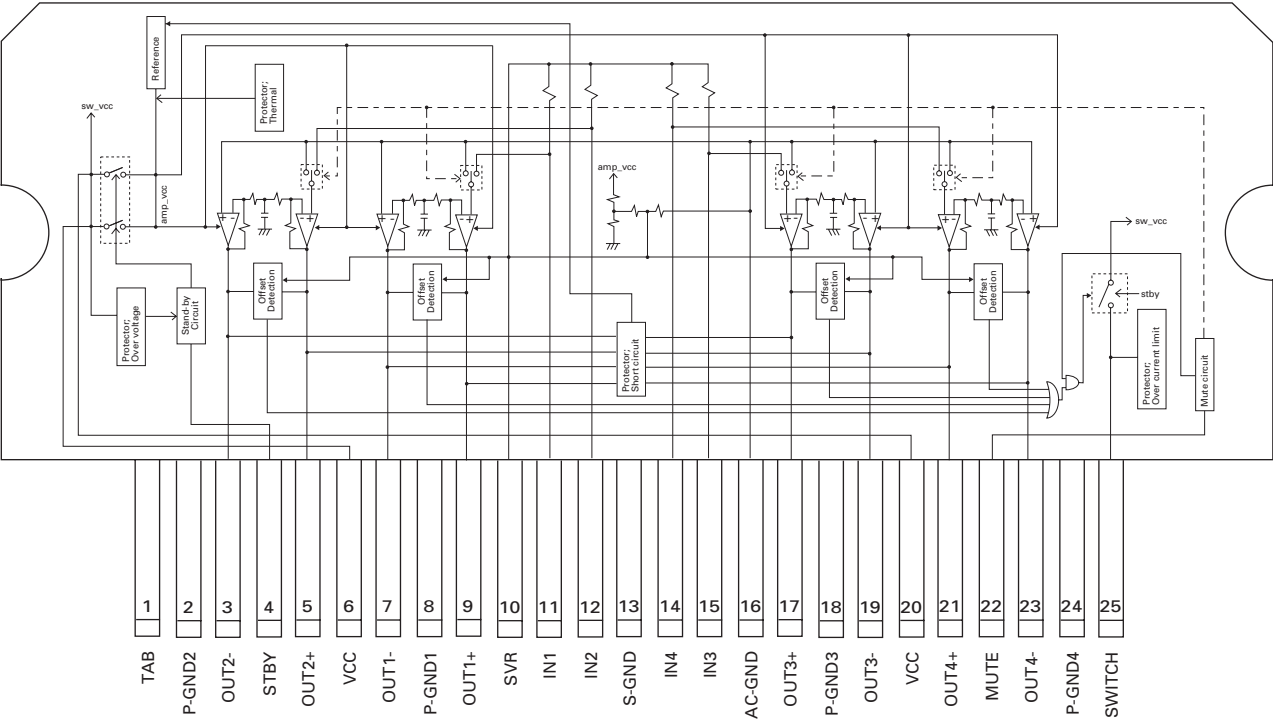 Reference
Protector;
Thermal
sw_vcc
amp_vcc
amp_vcc
+ -
- +
+ -
- +
+ -
- +
+ -
- +
sw_vcc
stby
Offset
Detection
Offset
Detection
Offset
Detection
Offset
Detection
Stand-by
Circuit
Protector;
Over voltage
Protector;
Short circuit
Protector;
Over current limit
Mute circuit
1 2 3 4 5 6 7 8 9 10 11 12 13 14 15 16 17 18 19 20 21 22 23 24 25
TAB
P-GND2
OUT2-
STBY
OUT2+
VCC
OUT1-
P-GND1
OUT1+
SVR
IN1
IN2
S-GND
IN4
IN3
AC-GND
OUT3+
P-GND3
OUT3-
VCC
OUT4+
MUTE
OUT4-
P-GND4
SWITCH